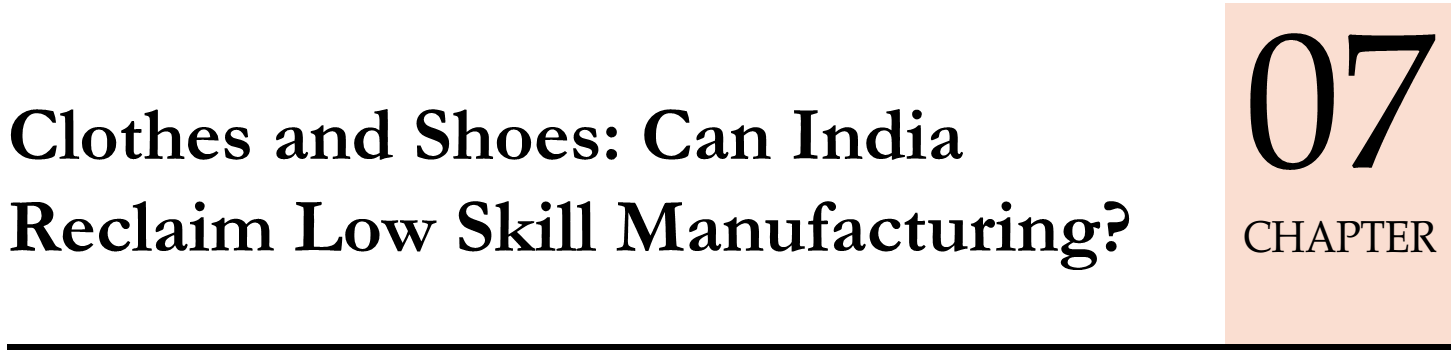 Clothes and Shoes: Can India
Reclaim Low Skill Manufacturing?
07
CHAPTER